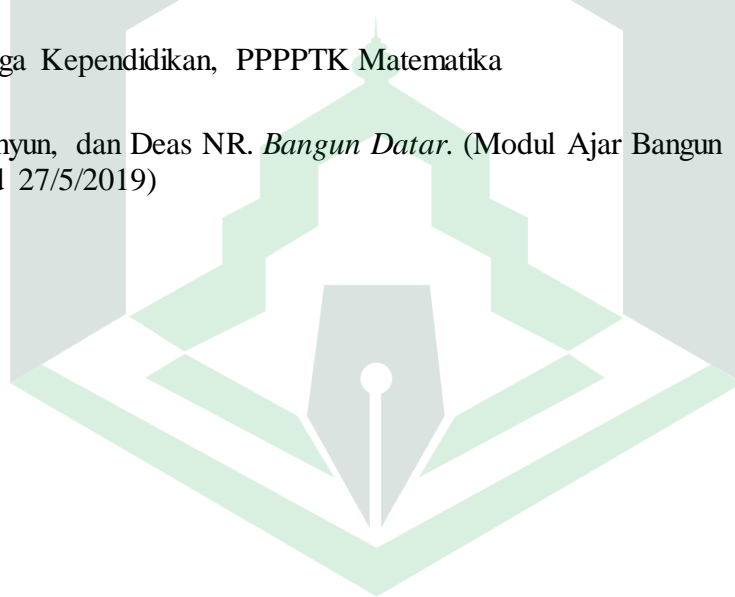 ga Kependidikan, PPPPTK Matematika
nyun, dan Deas NR. Bangun Datar. (Modul Ajar Bangun
27/5/2019)